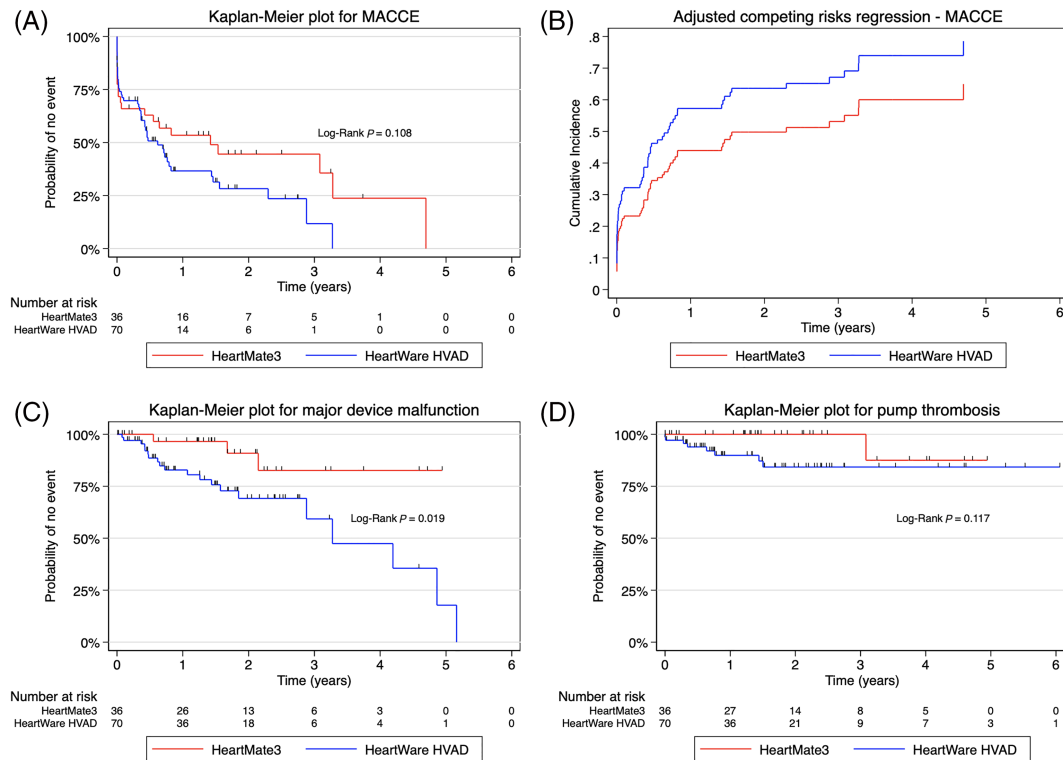 (A)
Kaplan-Meier plot for MACCE
100%
75%
50%
25%
0%
Probability of no event
Log-Rank P = 0.108
0 1 2 3 4 5 6
Time (years)
Number at risk
HeartMate3 36 16 7 5 1 0 0
HeartWare HVAD 70 14 6 1 0 0 0
HeartMate3 HeartWare HVAD
(B)
Adjusted competing risks regression - MACCE
.8
.7
.6
.5
.4
.3
.2
.1
0
Cumulative Incidence
0 1 2 3 4 5 6
Time (years)
HeartMate3 HeartWare HVAD
(C)
Kaplan-Meier plot for major device malfunction
100%
75%
50%
25%
0%
Probability of no event
Log-Rank P = 0.019
0 1 2 3 4 5 6
Time (years)
Number at risk
HeartMate3 36 26 13 6 3 0 0
HeartWare HVAD 70 36 18 6 4 1 0
HeartMate3 HeartWare HVAD
(D)
Kaplan-Meier plot for pump thrombosis
100%
75%
50%
25%
0%
Probability of no event
Log-Rank P = 0.117
0 1 2 3 4 5 6
Time (years)
Number at risk
HeartMate3 36 27 14 8 5 0 0
HeartWare HVAD 70 36 21 9 7 3 1
HeartMate3 HeartWare HVAD